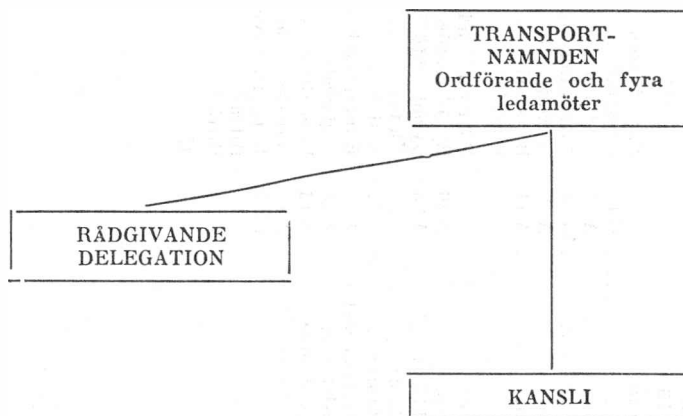 TRANSPORT-
NÄMNDEN
Ordförande och fyra
ledamöter
RÅDGIVANDE
DELEGATION
KANSLI